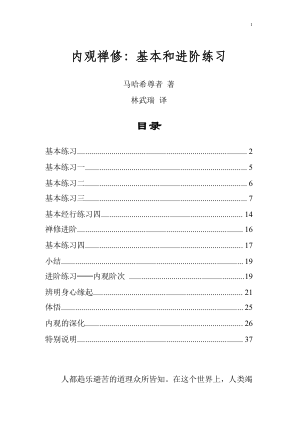 1
内观禅修：基本和进阶练习
马哈希尊者 著
林武瑞 译
目录
基本练习.......................................................................2
基本练习一...................................................................5
基本练习二...................................................................6
基本练习三...................................................................7
基本经行练习四...........................................................14
禅修进阶.....................................................................16
基本练习四.................................................................17
小结.............................................................................19
进阶练习——内观阶次 .............................................19
辨明身心缘起.............................................................21
体悟.............................................................................25
内观的深化.................................................................26
特别说明.....................................................................37
人都趋乐避苦的道理众所皆知。在这个世界上，人类竭